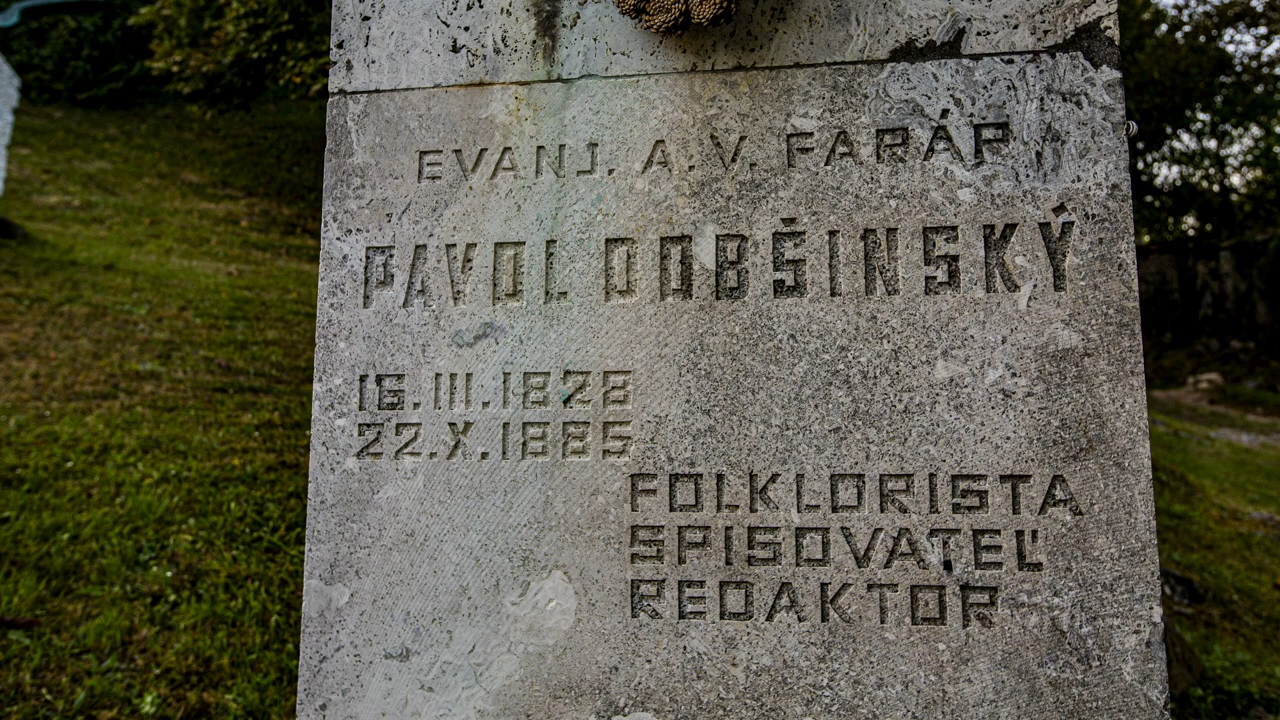 EVANJ. A.V. FARÁR
PAVOL DOBŠINSKÝ
16.III.1828
22.X.1885
FOLKLORISTA
SPISOVATEĽ
REDAKTOR